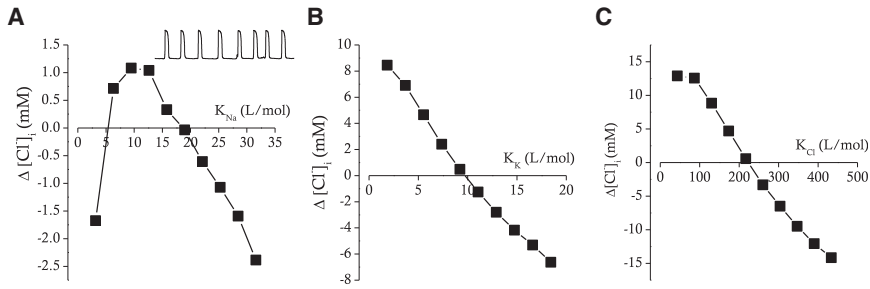 A
Δ [Cl⁻]ᵢ (mM)
1.5
1.0
0.5
0.0
-0.5
-1.0
-1.5
-2.0
-2.5
K_Na (L/mol)
0 5 10 15 20 25 30 35
B
Δ [Cl⁻]ᵢ (mM)
10
8
6
4
2
0
-2
-4
-6
-8
K_K (L/mol)
0 5 10 15 20
C
Δ[Cl⁻]ᵢ (mM)
15
10
5
0
-5
-10
-15
K_Cl (L/mol)
0 100 200 300 400 500